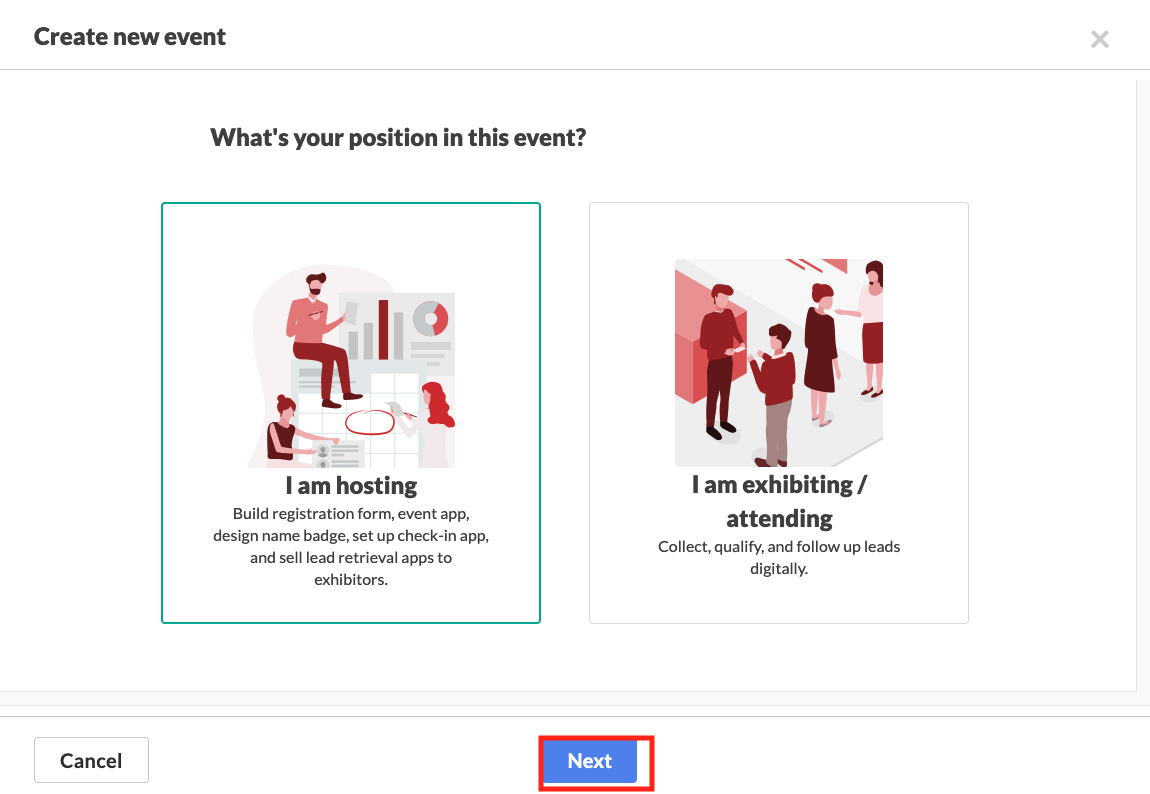 Create new event
×
What's your position in this event?
I am hosting
Build registration form, event app,
design name badge, set up check-in app,
and sell lead retrieval apps to
exhibitors.
I am exhibiting /
attending
Collect, qualify, and follow up leads
digitally.
Cancel
Next